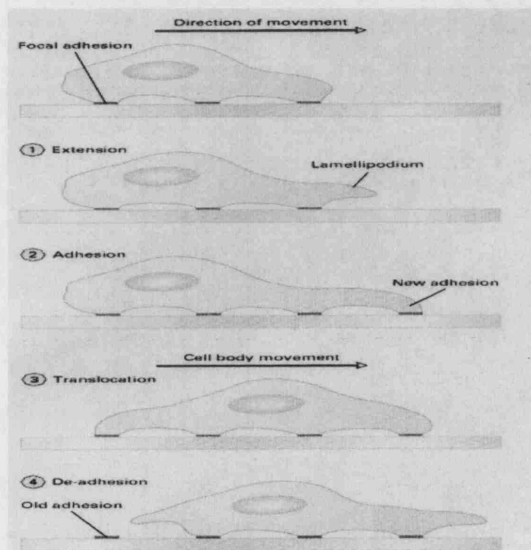 Direction of movement
Focal adhesion
1 Extension
Lamellipodium
2 Adhesion
New adhesion
Cell body movement
3 Translocation
4 De-adhesion
Old adhesion